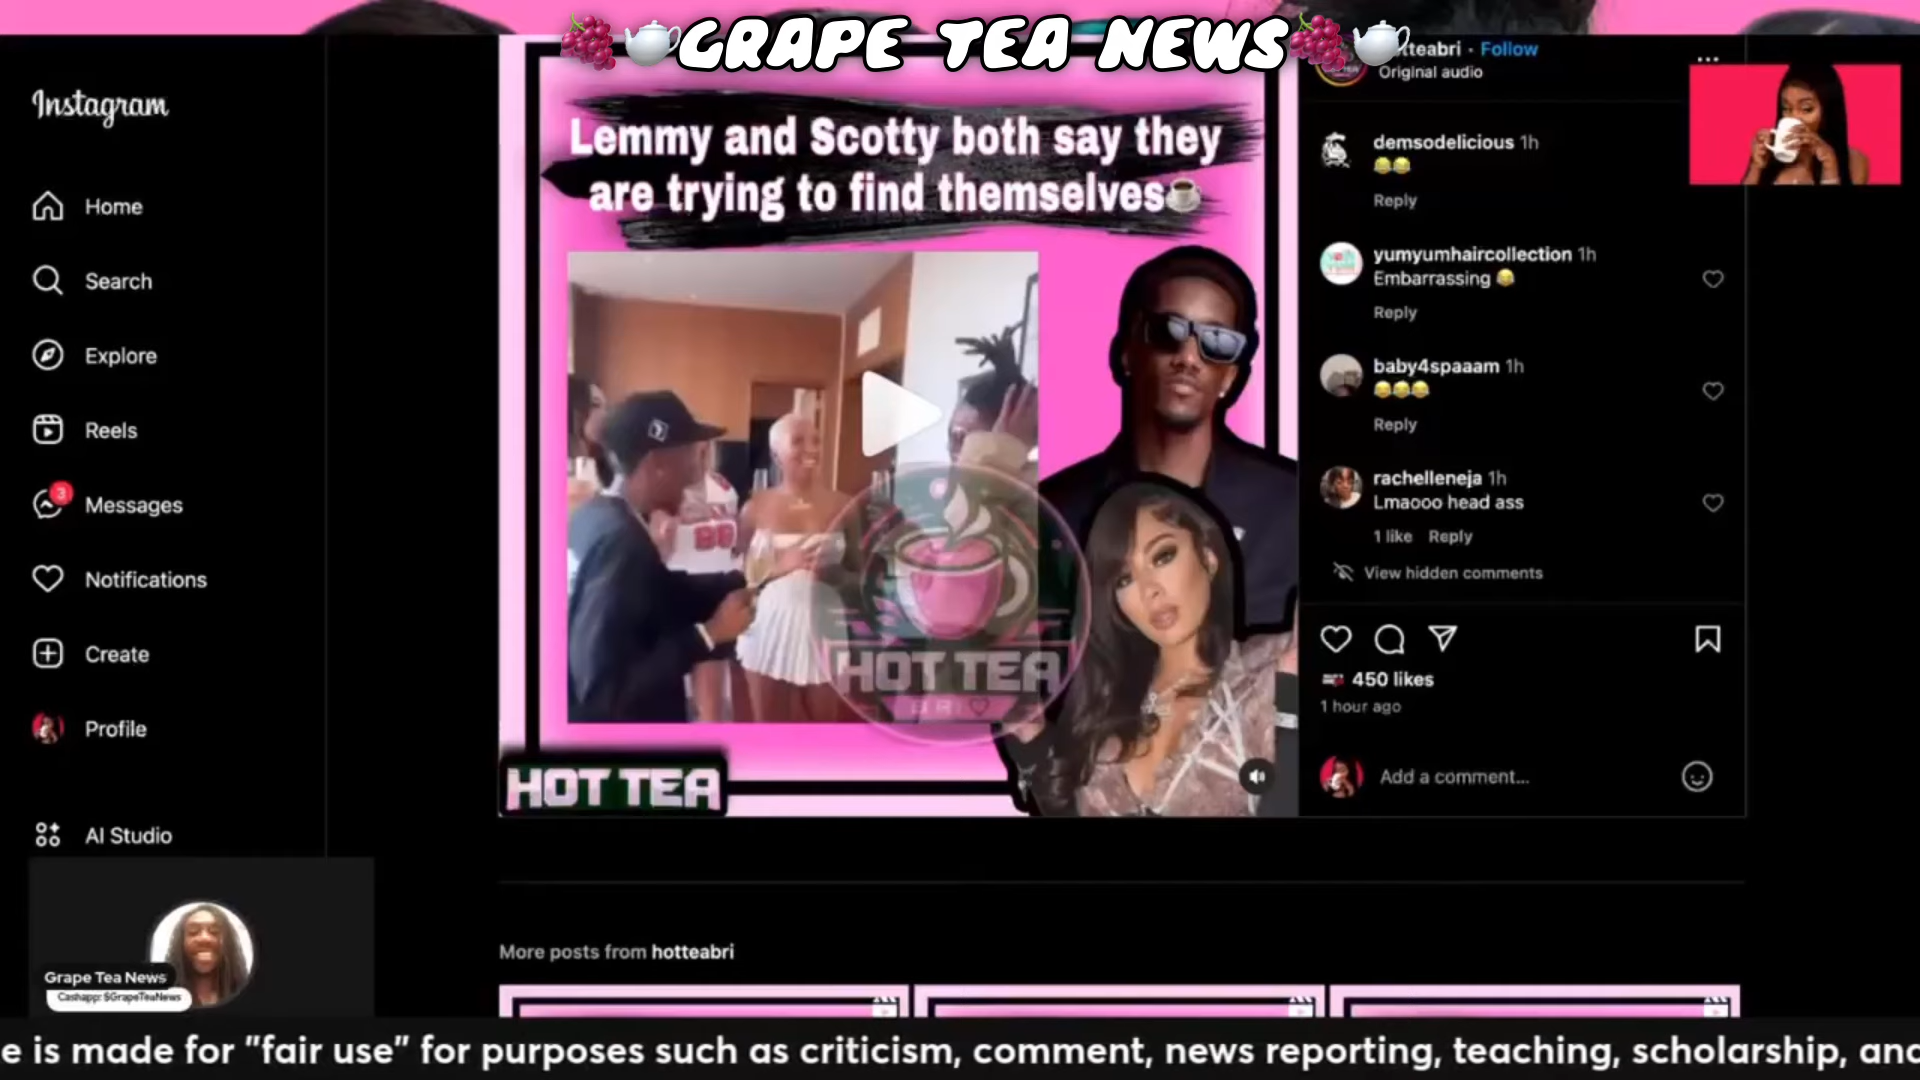 GRAPE TEA NEWS
Instagram
Home
Search
Explore
Reels
3
Messages
Notifications
Create
Profile
AI Studio
Grape Tea News
Cashapp: $GrapeTeaNews
Lemmy and Scotty both say they
are trying to find themselves
HOT TEA
BRI
HOT TEA
tteabri • Follow
Original audio
demsodelicious 1h
😂😂
Reply
yumyumhaircollection 1h
Embarrassing 😂
Reply
baby4spaaam 1h
😂😂😂
Reply
rachelleneja 1h
Lmaooo head ass
1 like Reply
View hidden comments
450 likes
1 hour ago
Add a comment...
More posts from hotteabri
e is made for "fair use" for purposes such as criticism, comment, news reporting, teaching, scholarship, and